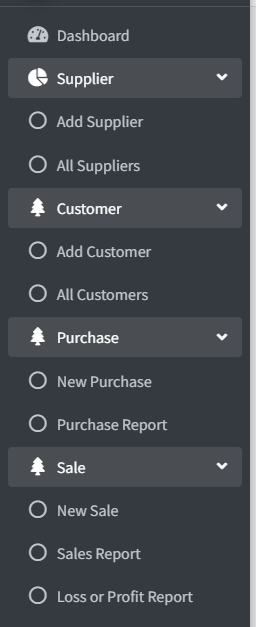 Dashboard
Supplier
Add Supplier
All Suppliers
Customer
Add Customer
All Customers
Purchase
New Purchase
Purchase Report
Sale
New Sale
Sales Report
Loss or Profit Report